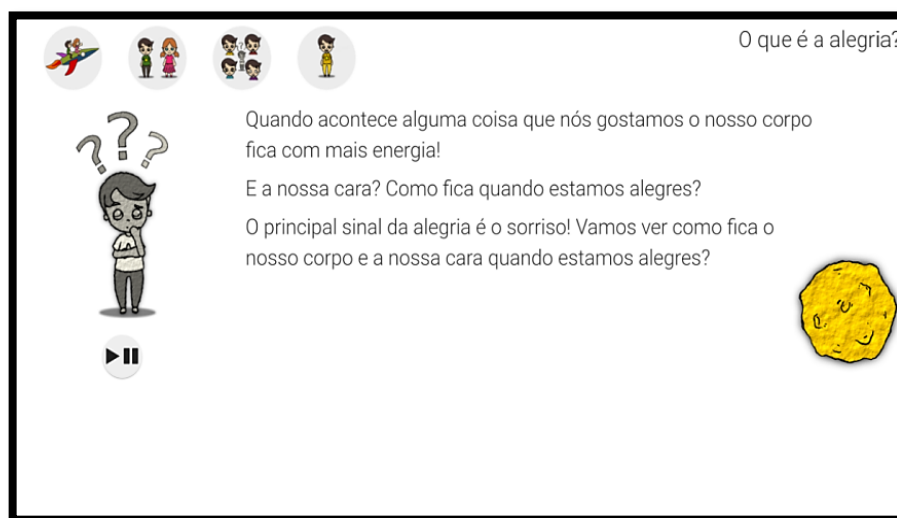 O que é a alegria?
Quando acontece alguma coisa que nós gostamos o nosso corpo
fica com mais energia!
E a nossa cara? Como fica quando estamos alegres?
O principal sinal da alegria é o sorriso! Vamos ver como fica o
nosso corpo e a nossa cara quando estamos alegres?